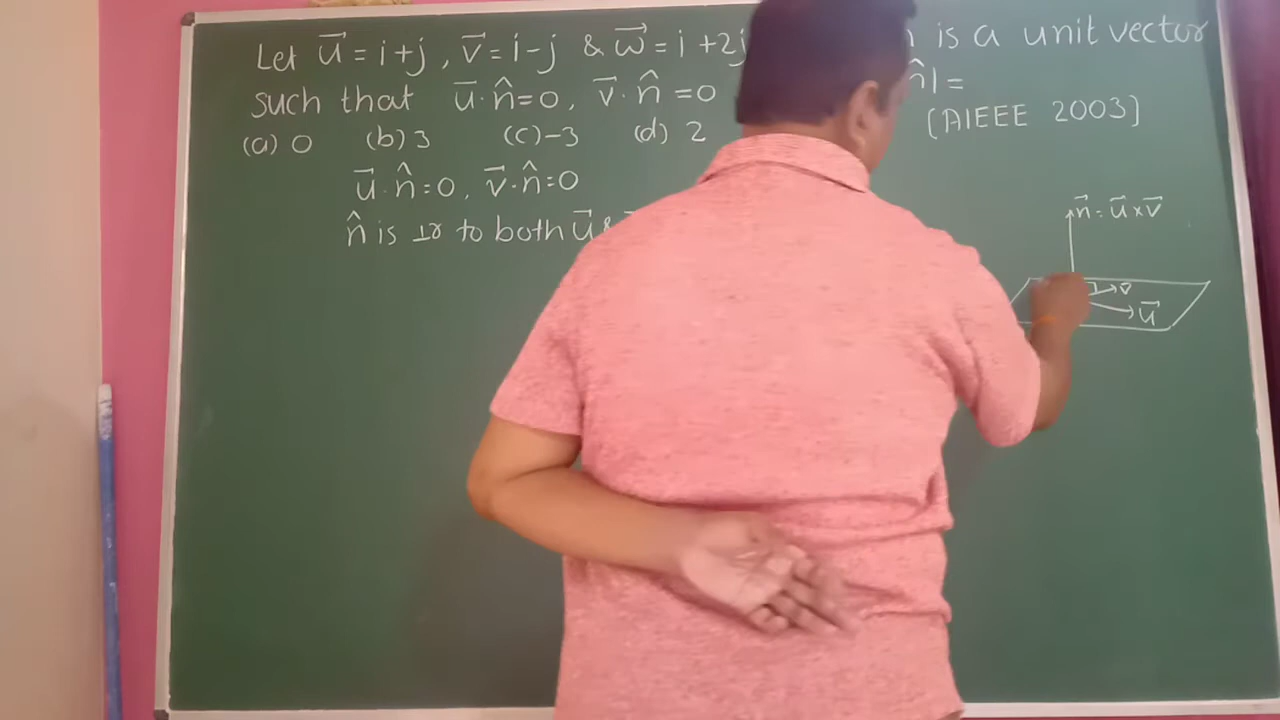 Let u⃗ = i+j, v⃗ = i-j & w⃗ = i +2j is a unit vector
such that u⃗·n̂=0, v⃗·n̂ =0 n̂| =
[AIEEE 2003]
(a) 0 (b) 3 (c) -3 (d) 2
u⃗·n̂=0, v⃗·n̂=0
n̂ is ⊥r to both u⃗ &
n⃗ = u⃗ x v⃗
v⃗
u⃗